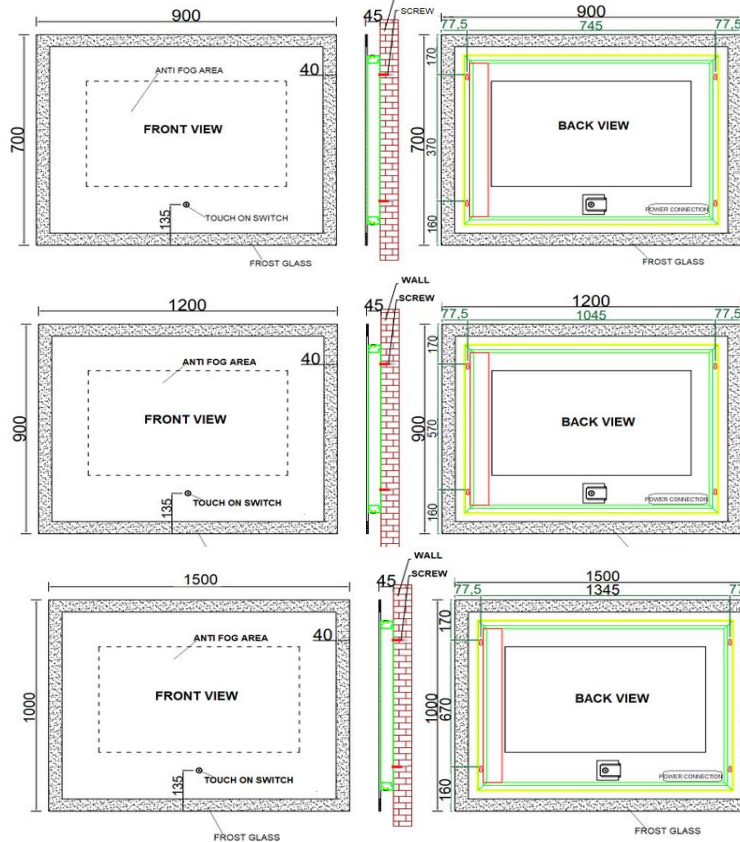 900
45
SCREW
900
77,5
745
77,5
ANTI FOG AREA
40
170
700
FRONT VIEW
700
370
BACK VIEW
135
TOUCH ON SWITCH
160
POWER CONNECTION
FROST GLASS
FROST GLASS
1200
45
WALL
SCREW
1200
77,5
1045
77,5
ANTI FOG AREA
40
170
900
FRONT VIEW
900
570
BACK VIEW
135
TOUCH ON SWITCH
160
POWER CONNECTION
1500
45
WALL
SCREW
1500
77,5
1345
77
ANTI FOG AREA
40
170
1000
FRONT VIEW
1000
670
BACK VIEW
135
TOUCH ON SWITCH
160
POWER CONNECTION
FROST GLASS
FROST GLASS